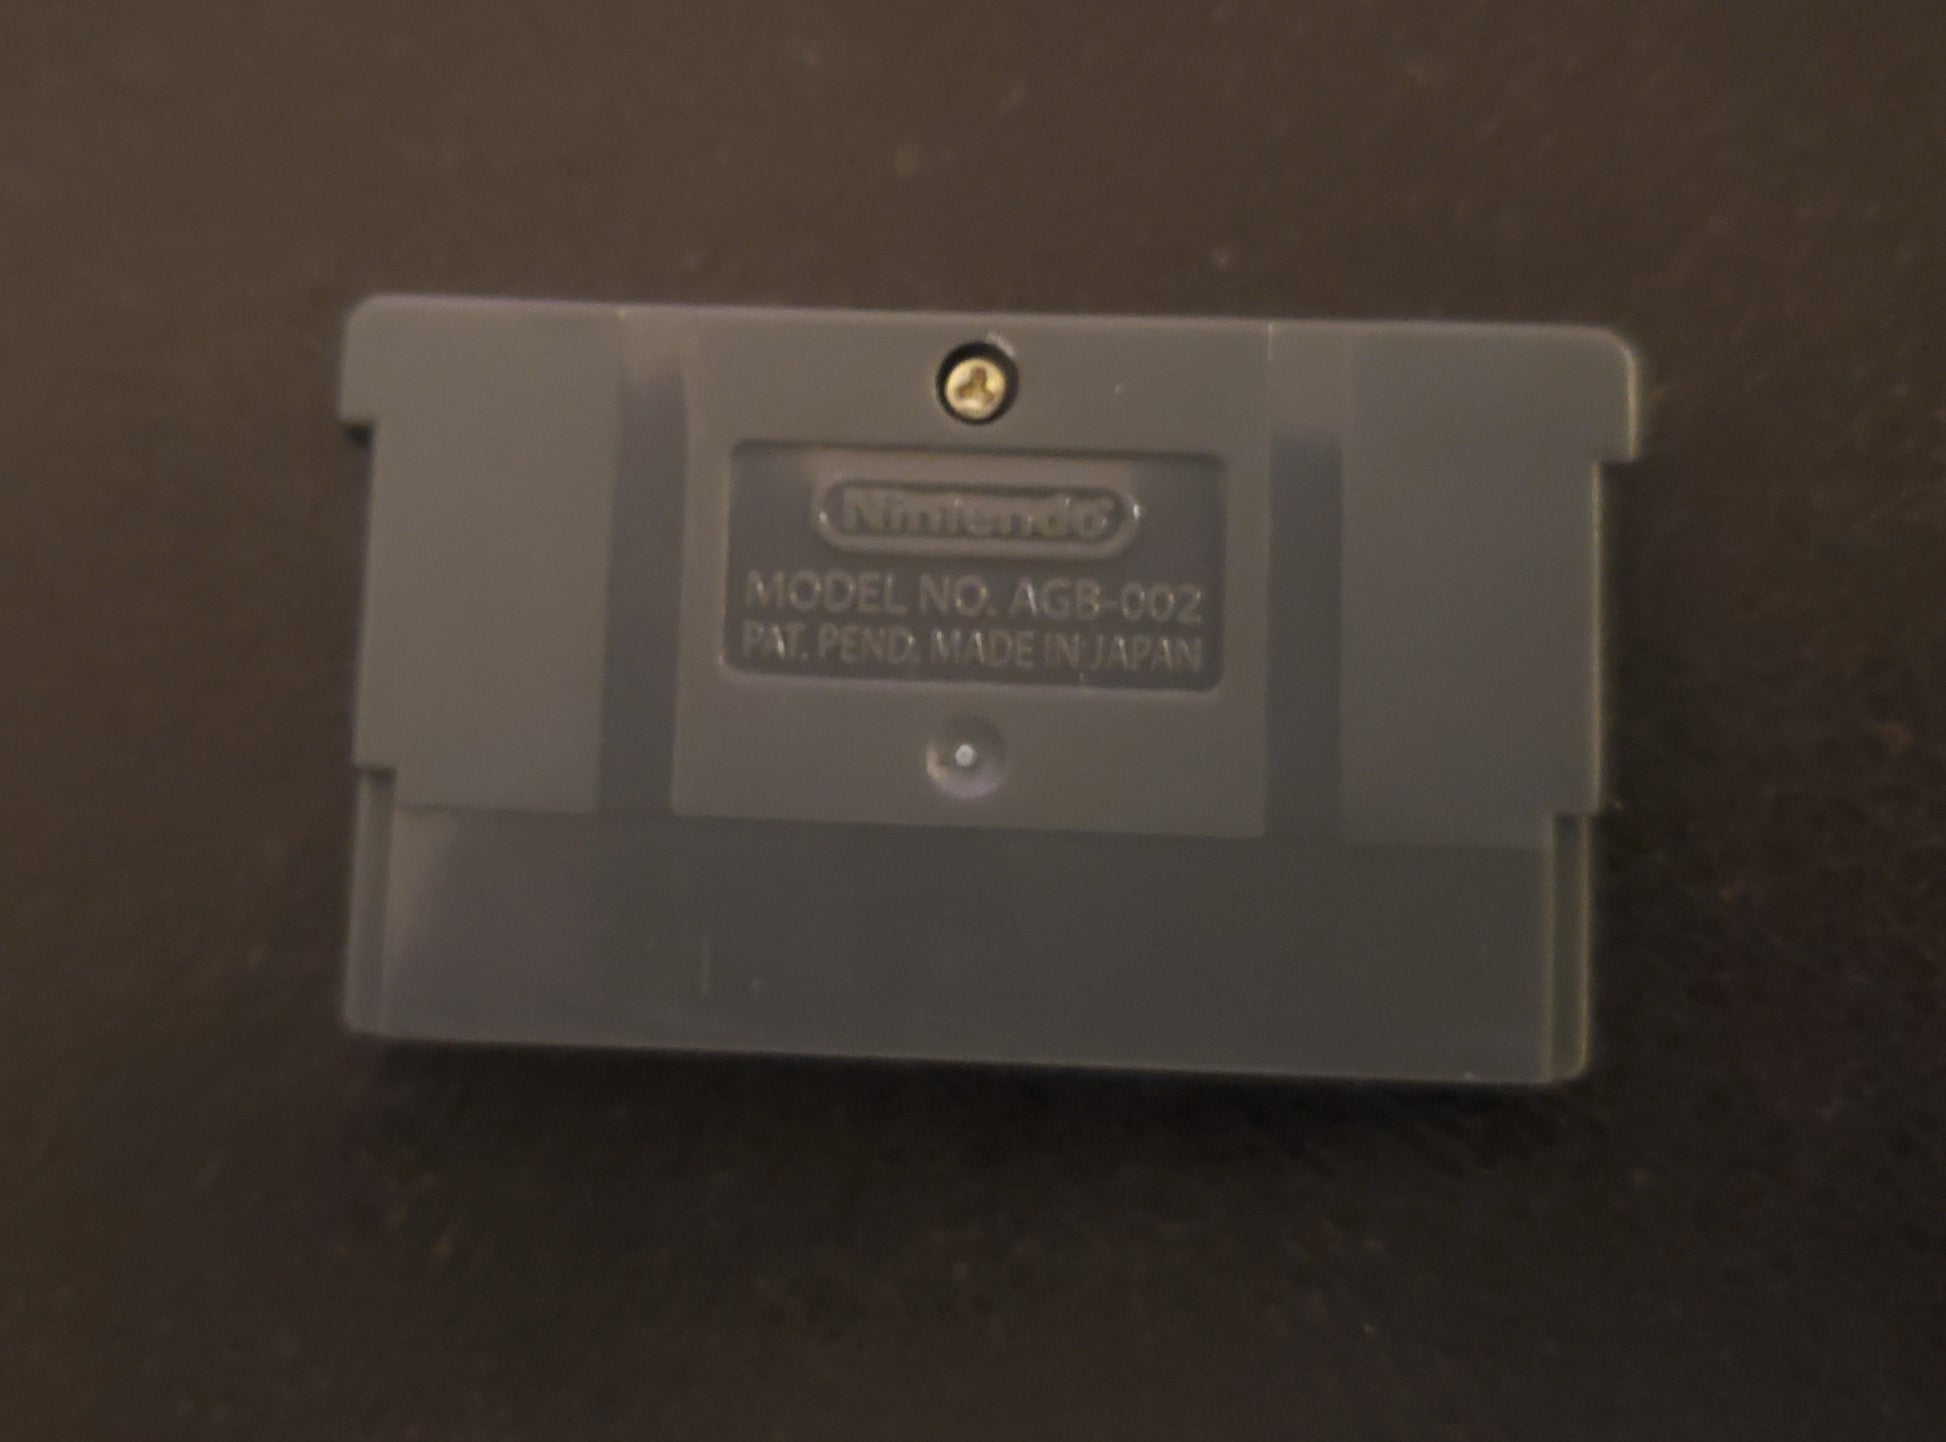 Nintendo®
MODEL NO. AGB-002
PAT. PEND. MADE IN JAPAN